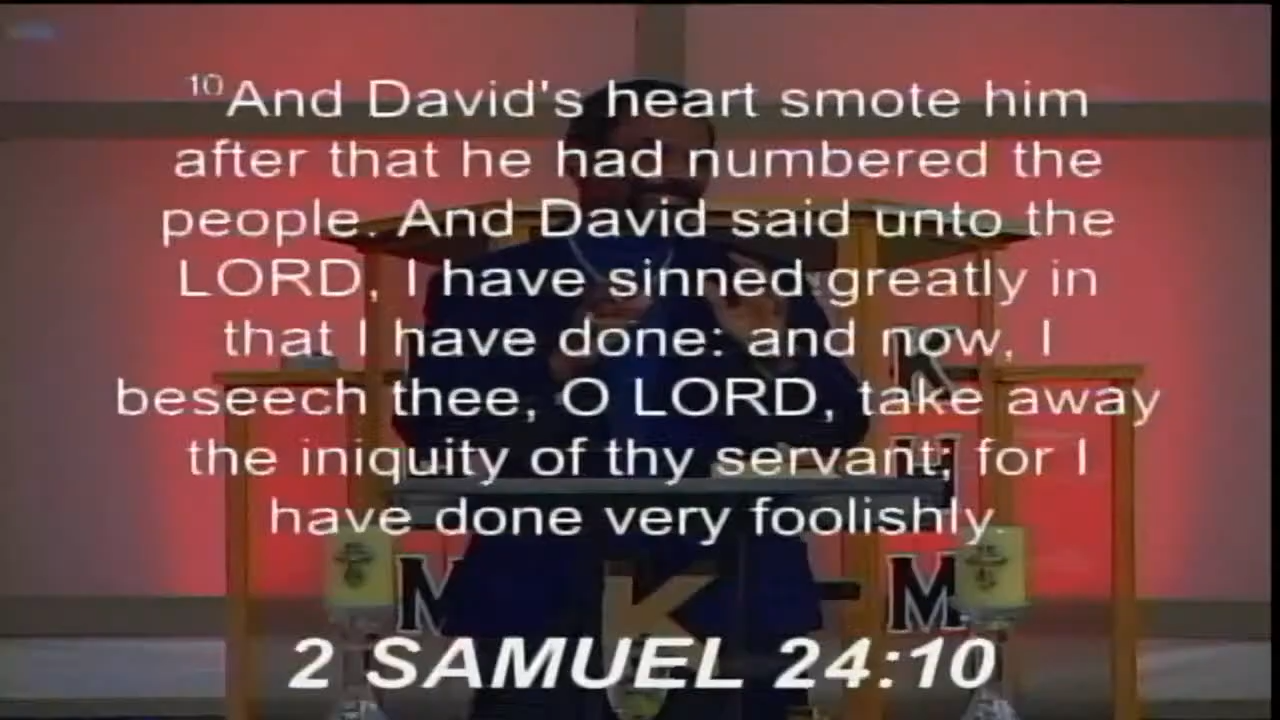 10 And David's heart smote him
after that he had numbered the
people. And David said unto the
LORD, I have sinned greatly in
that I have done: and now, I
beseech thee, O LORD, take away
the iniquity of thy servant; for I
have done very foolishly.
K
M
M
K
2 SAMUEL 24:10